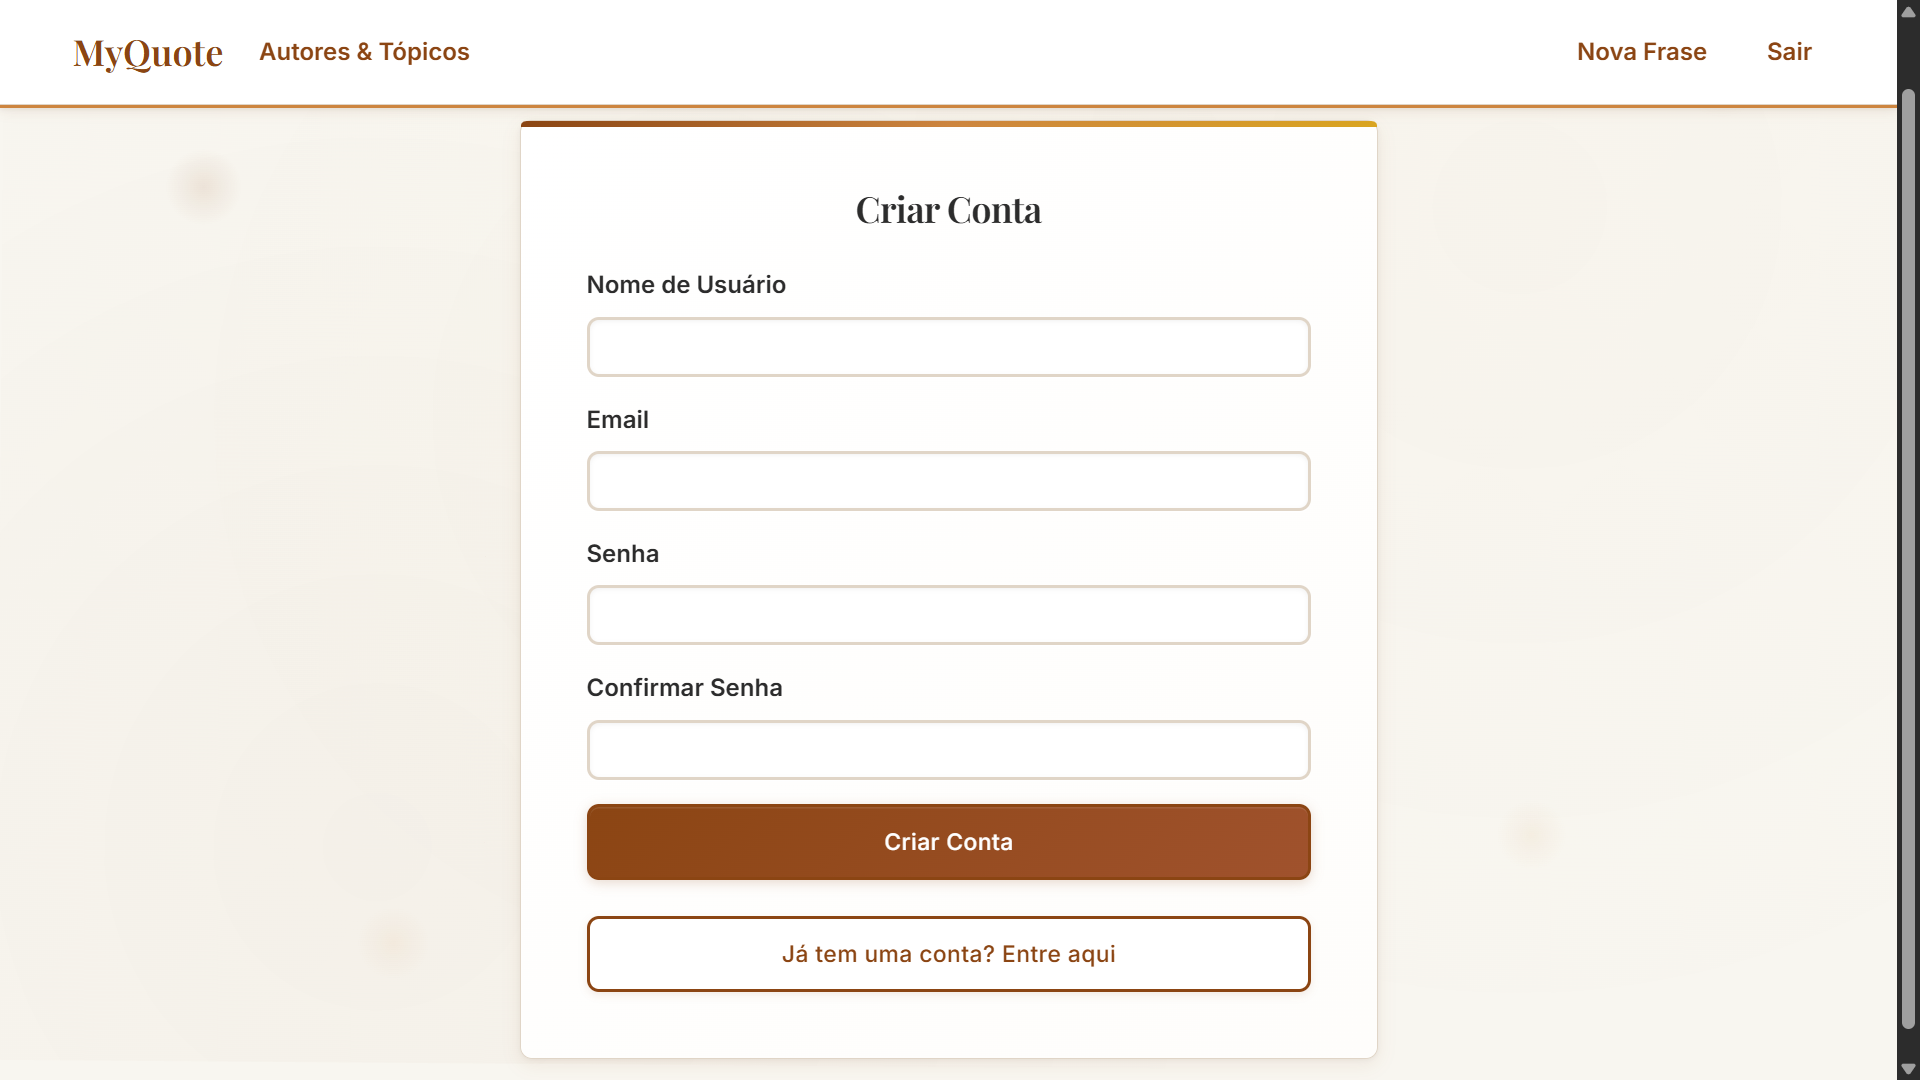 MyQuote Autores & Tópicos Nova Frase Sair
Criar Conta
Nome de Usuário
Email
Senha
Confirmar Senha
Criar Conta
Já tem uma conta? Entre aqui